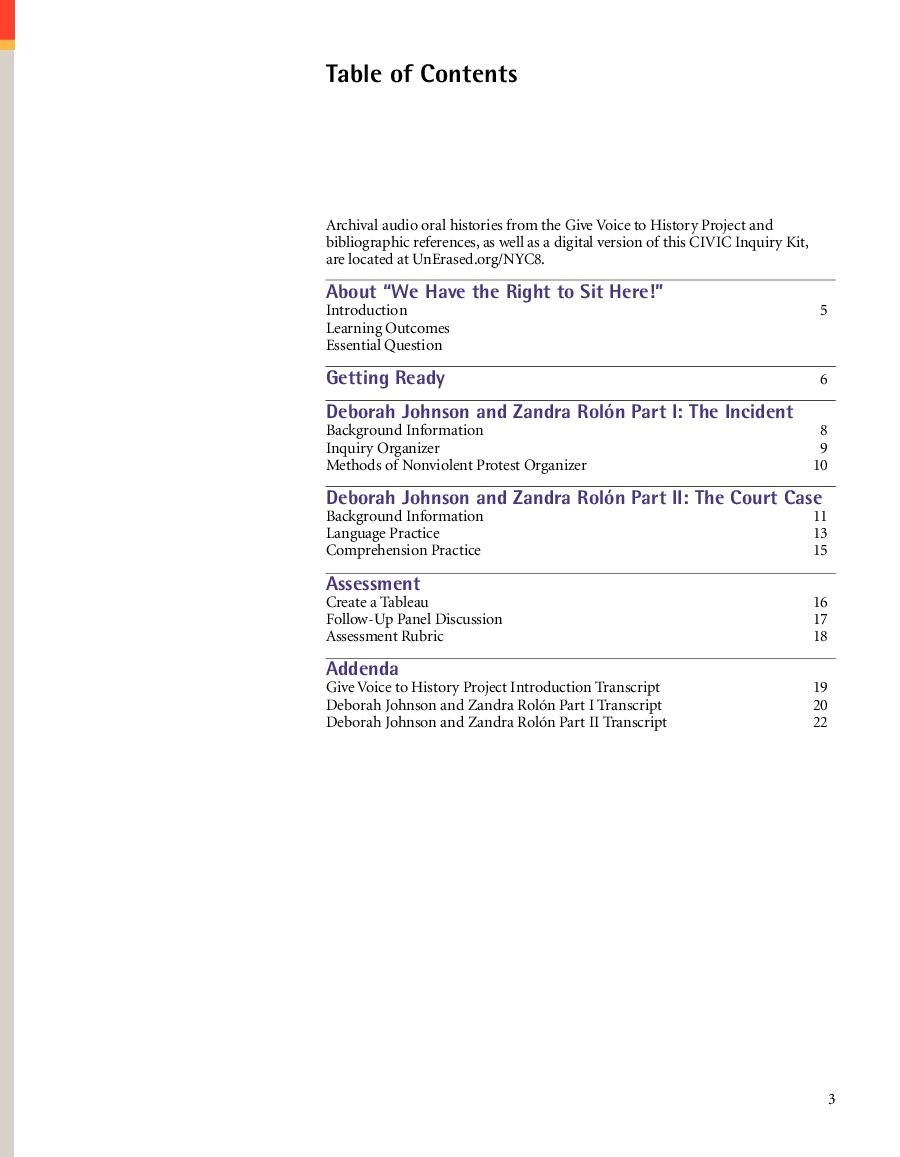 Table of Contents
Archival audio oral histories from the Give Voice to History Project and
bibliographic references, as well as a digital version of this CIVIC Inquiry Kit,
are located at UnErased.org/NYC8.
About “We Have the Right to Sit Here!”
Introduction 5
Learning Outcomes
Essential Question
Getting Ready 6
Deborah Johnson and Zandra Rolón Part I: The Incident
Background Information 8
Inquiry Organizer 9
Methods of Nonviolent Protest Organizer 10
Deborah Johnson and Zandra Rolón Part II: The Court Case
Background Information 11
Language Practice 13
Comprehension Practice 15
Assessment
Create a Tableau 16
Follow-Up Panel Discussion 17
Assessment Rubric 18
Addenda
Give Voice to History Project Introduction Transcript 19
Deborah Johnson and Zandra Rolón Part I Transcript 20
Deborah Johnson and Zandra Rolón Part II Transcript 22
3